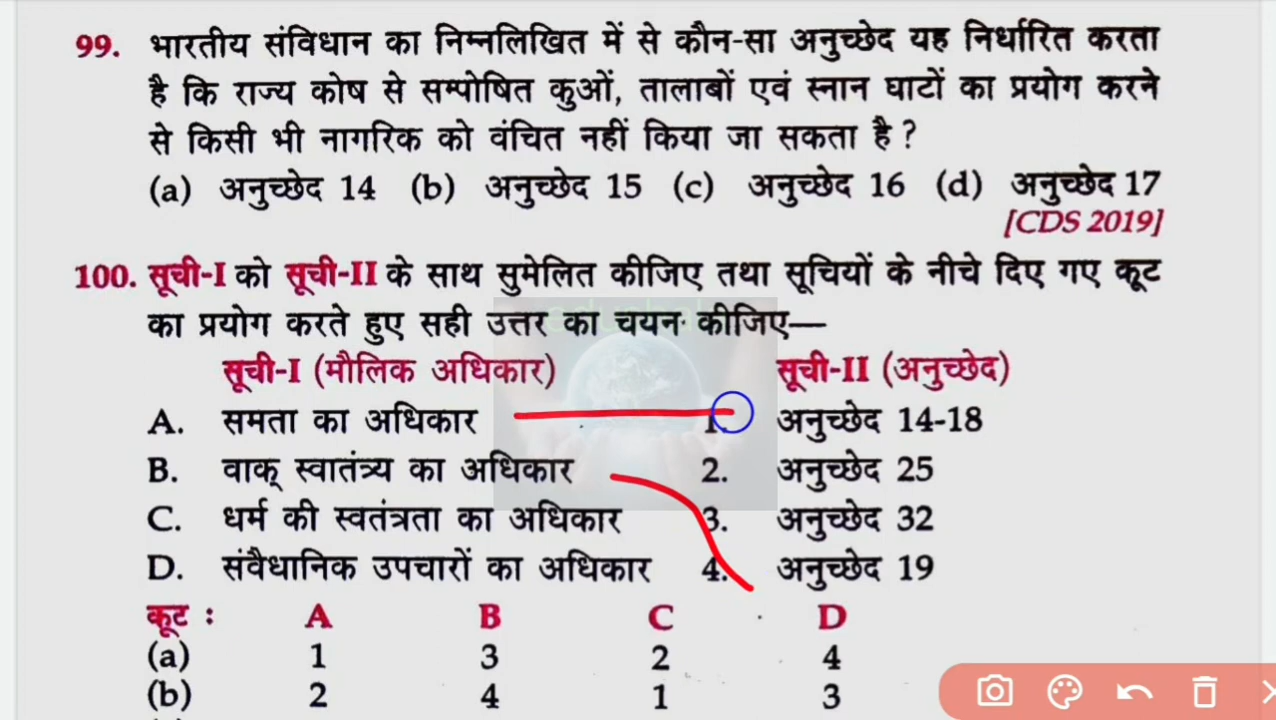 99. भारतीय संविधान का निम्नलिखित में से कौन-सा अनुच्छेद यह निर्धारित करता
है कि राज्य कोष से सम्पोषित कुओं, तालाबों एवं स्नान घाटों का प्रयोग करने
से किसी भी नागरिक को वंचित नहीं किया जा सकता है ?
(a) अनुच्छेद 14 (b) अनुच्छेद 15 (c) अनुच्छेद 16 (d) अनुच्छेद 17
[CDS 2019]
100. सूची-I को सूची-II के साथ सुमेलित कीजिए तथा सूचियों के नीचे दिए गए कूट
का प्रयोग करते हुए सही उत्तर का चयन कीजिए—
सूची-I (मौलिक अधिकार) सूची-II (अनुच्छेद)
A. समता का अधिकार 1. अनुच्छेद 14-18
B. वाक् स्वातंत्र्य का अधिकार 2. अनुच्छेद 25
C. धर्म की स्वतंत्रता का अधिकार 3. अनुच्छेद 32
D. संवैधानिक उपचारों का अधिकार 4. अनुच्छेद 19
कूट : A B C D
(a) 1 3 2 4
(b) 2 4 1 3